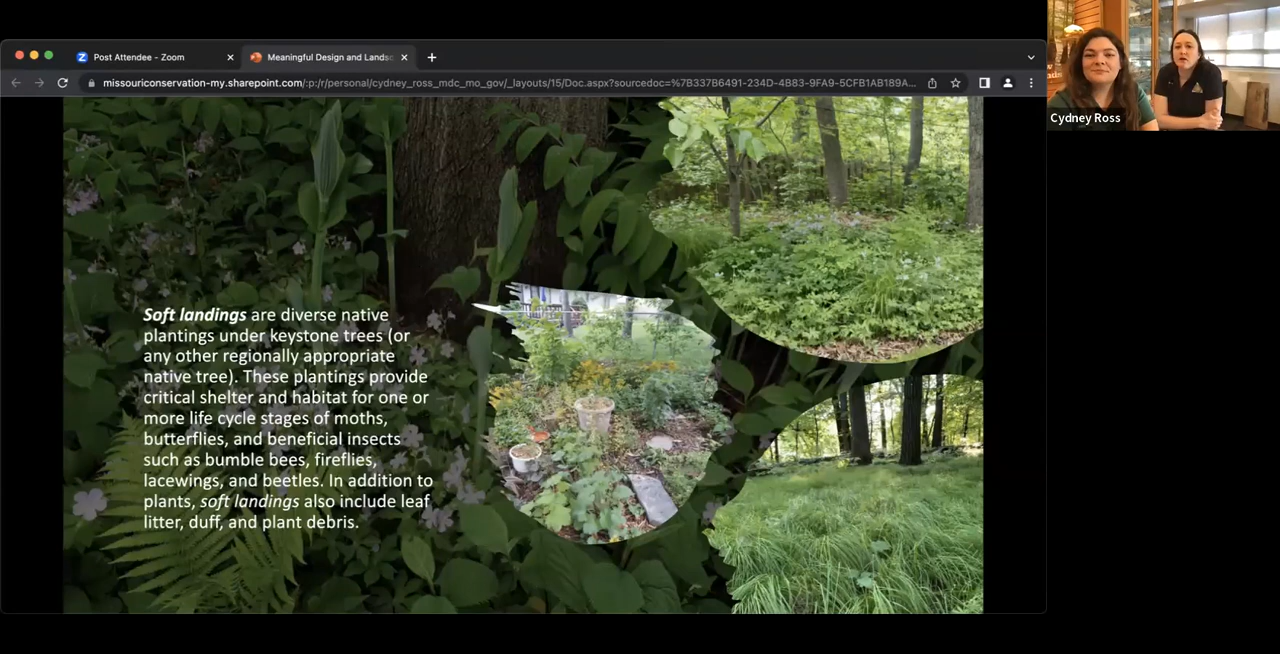 Post Attendee - Zoom
Meaningful Design and Landsc
missouriconservation-my.sharepoint.com/:p:/r/personal/cydney_ross_mdc_mo_gov/_layouts/15/Doc.aspx?sourcedoc=%7B337B6491-234D-4B83-9FA9-5CFB1AB189A...
Cydney Ross
Soft landings are diverse native
plantings under keystone trees (or
any other regionally appropriate
native tree). These plantings provide
critical shelter and habitat for one or
more life cycle stages of moths,
butterflies, and beneficial insects
such as bumble bees, fireflies,
lacewings, and beetles. In addition to
plants, soft landings also include leaf
litter, duff, and plant debris.